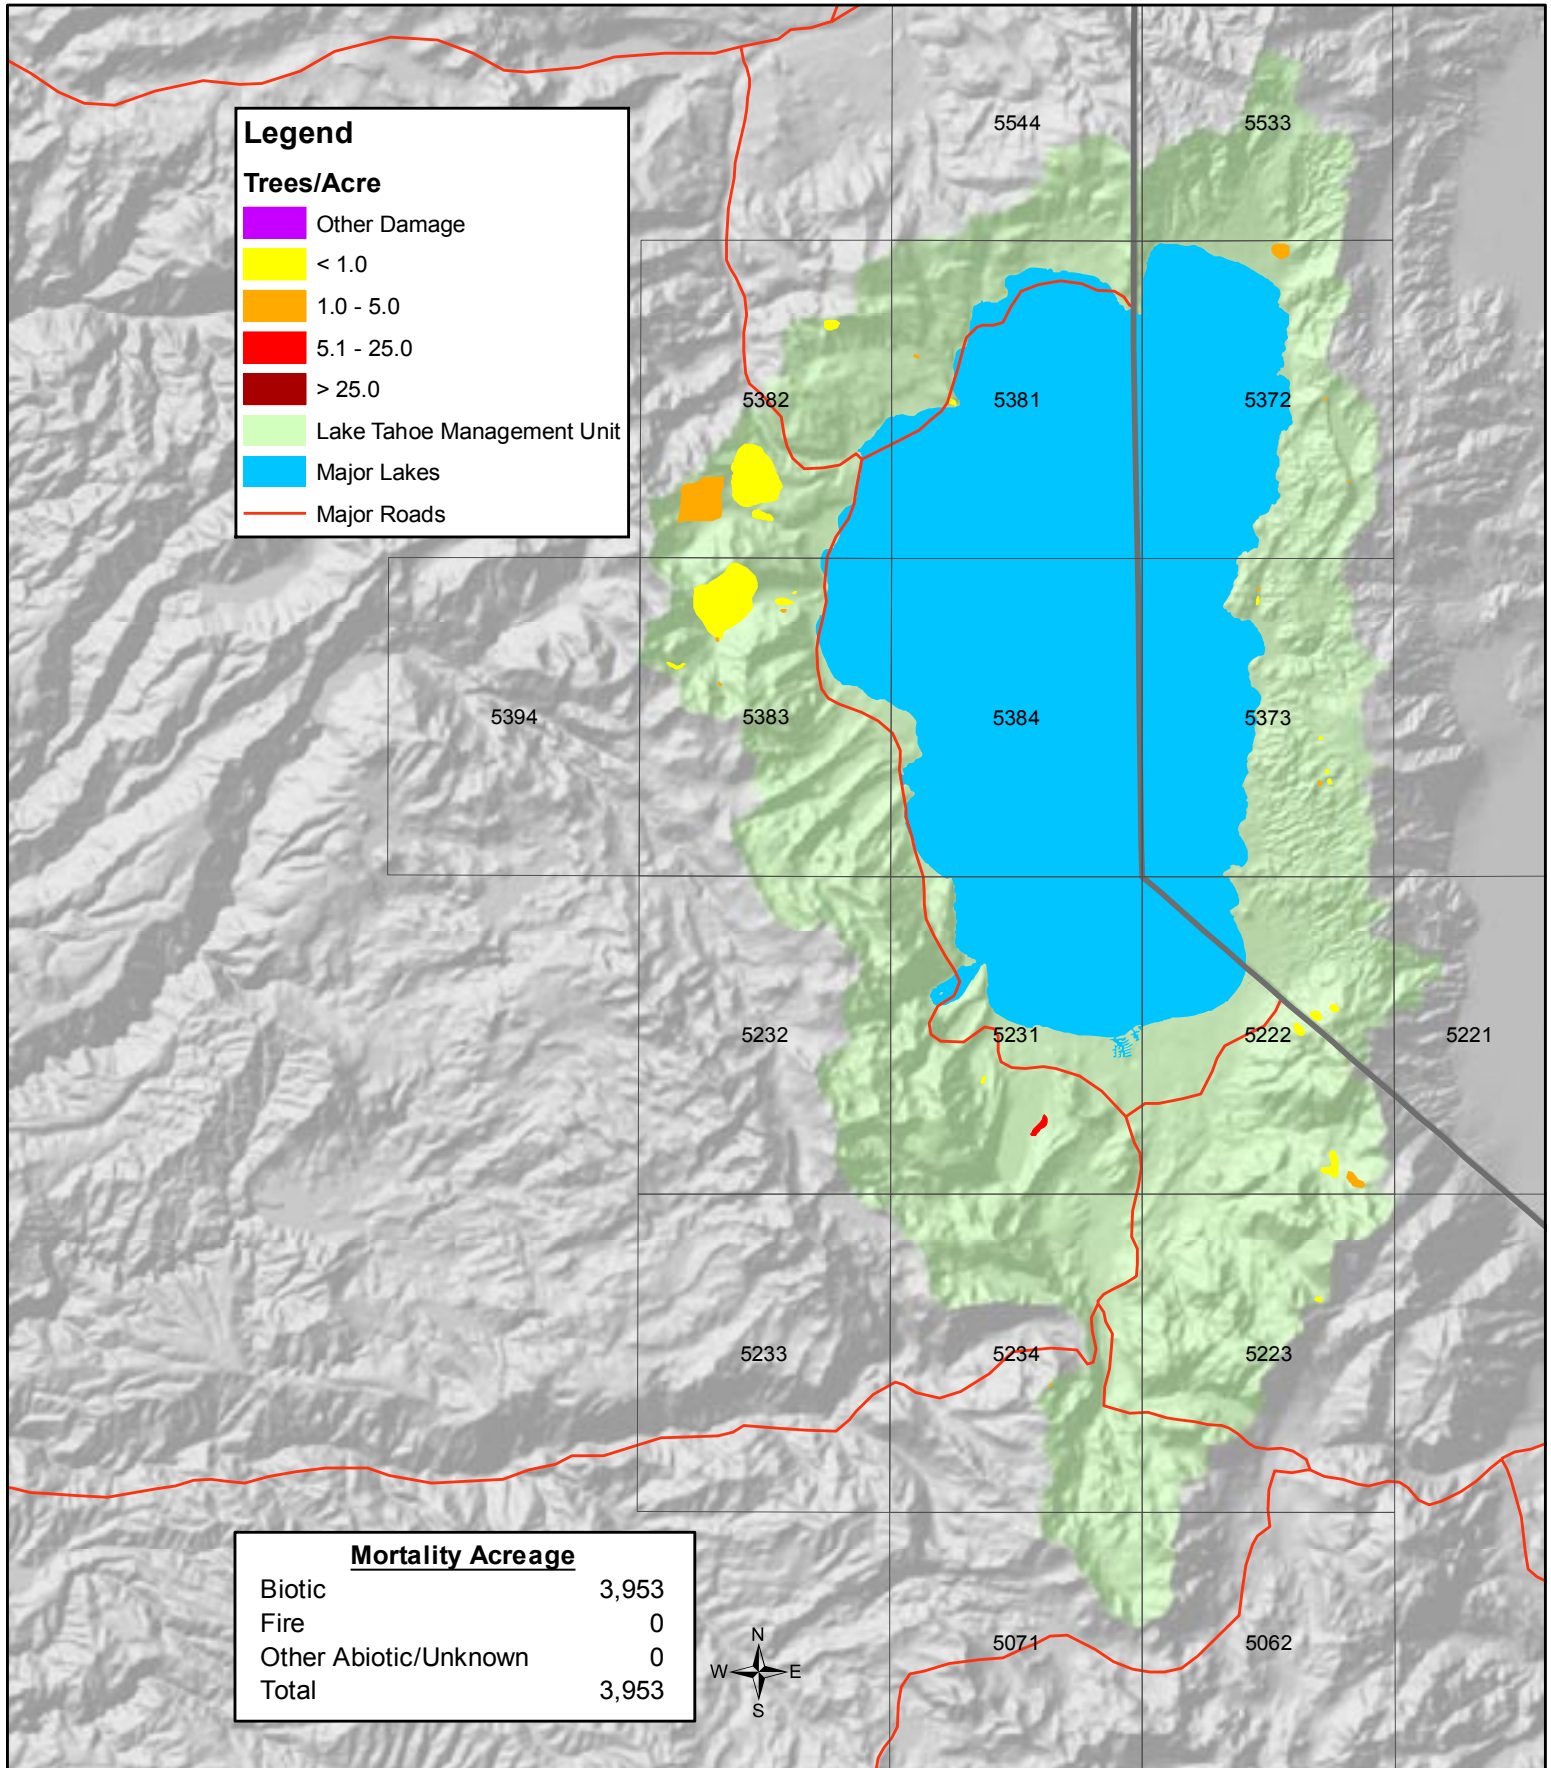 5544
5533
Legend
Trees/Acre
Other Damage
< 1.0
1.0 - 5.0
5.1 - 25.0
> 25.0
Lake Tahoe Management Unit
Major Lakes
Major Roads
5382
5381
5372
5394
5383
5384
5373
5232
5231
5222
5221
5233
5234
5223
Mortality Acreage
Biotic 3,953
Fire 0
Other Abiotic/Unknown 0
Total 3,953
N
W E
S
5071
5062